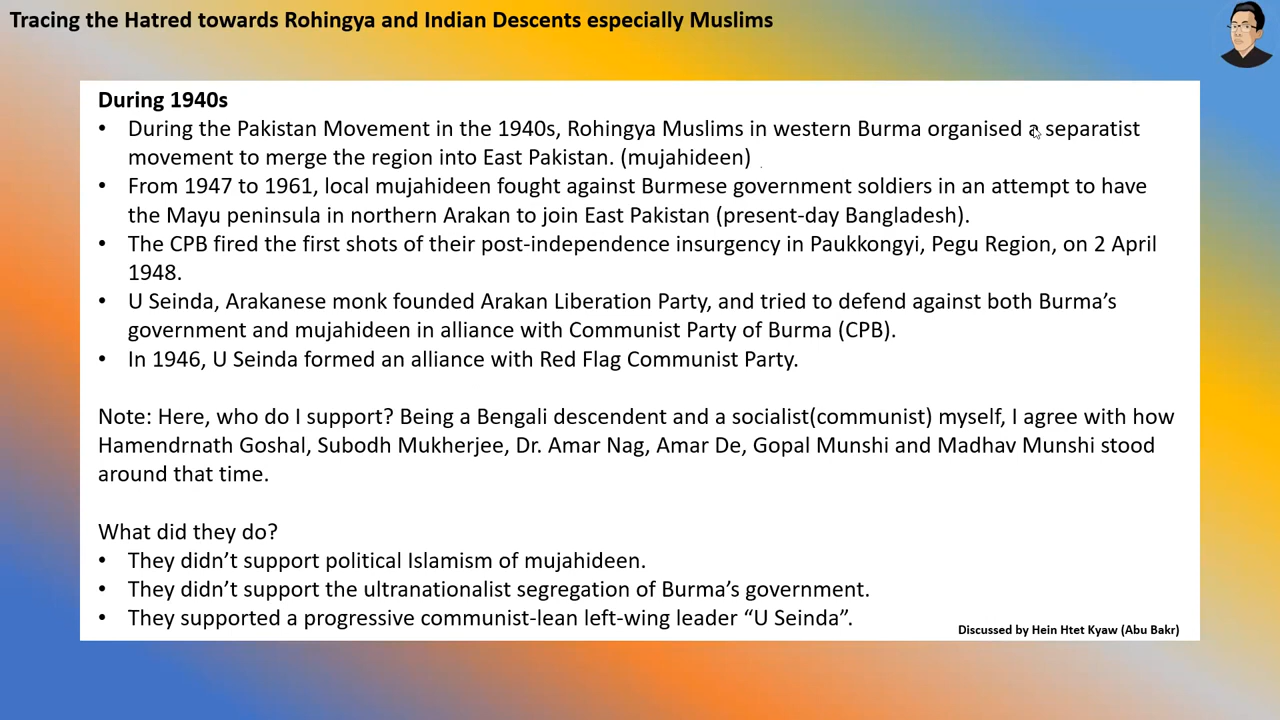 Tracing the Hatred towards Rohingya and Indian Descents especially Muslims
During 1940s
• During the Pakistan Movement in the 1940s, Rohingya Muslims in western Burma organised a separatist
movement to merge the region into East Pakistan. (mujahideen)
• From 1947 to 1961, local mujahideen fought against Burmese government soldiers in an attempt to have
the Mayu peninsula in northern Arakan to join East Pakistan (present-day Bangladesh).
• The CPB fired the first shots of their post-independence insurgency in Paukkongyi, Pegu Region, on 2 April
1948.
• U Seinda, Arakanese monk founded Arakan Liberation Party, and tried to defend against both Burma’s
government and mujahideen in alliance with Communist Party of Burma (CPB).
• In 1946, U Seinda formed an alliance with Red Flag Communist Party.
Note: Here, who do I support? Being a Bengali descendent and a socialist(communist) myself, I agree with how
Hamendrnath Goshal, Subodh Mukherjee, Dr. Amar Nag, Amar De, Gopal Munshi and Madhav Munshi stood
around that time.
What did they do?
• They didn’t support political Islamism of mujahideen.
• They didn’t support the ultranationalist segregation of Burma’s government.
• They supported a progressive communist-lean left-wing leader “U Seinda”.
Discussed by Hein Htet Kyaw (Abu Bakr)